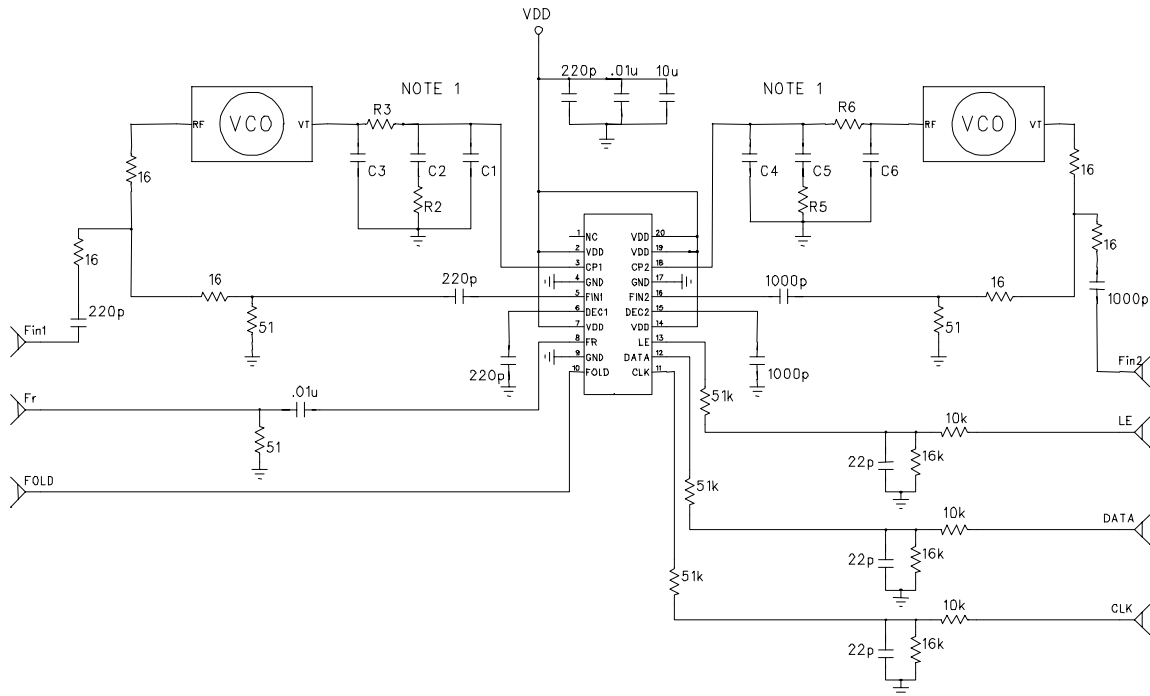 VDD
220p .01u 10u
NOTE 1
NOTE 1
R3
R6
RF VCO VT
RF VCO VT
C3 C2 C1
C4 C5 C6
R2
R5
16
16
16
16
1 NC VDD 20
2 VDD VDD 19
3 CP1 CP2 18
4 GND GND 17
5 FIN1 FIN2 16
6 DEC1 DEC2 15
7 VDD VDD 14
8 FR LE 13
9 GND DATA 12
10 FOLD CLK 11
16
220p
1000p
16
220p
1000p
Fin1
51
51
220p
1000p
Fin2
Fr
.01u
51k
51
10k
LE
22p
16k
FOLD
51k
10k
DATA
22p
16k
51k
10k
CLK
22p
16k